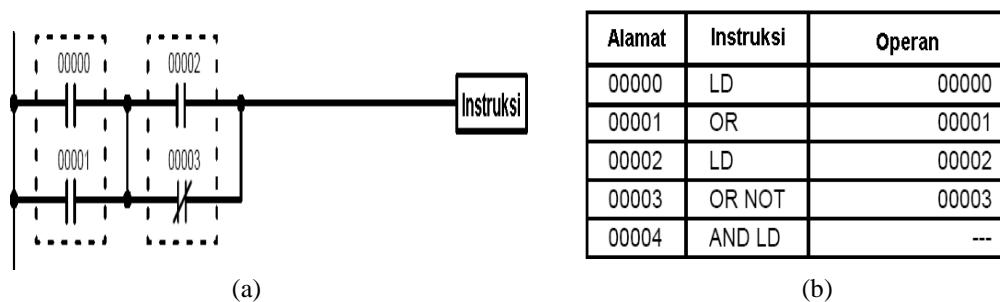 00000 00002
Instruksi
00001 00003
Alamat Instruksi Operan
00000 LD 00000
00001 OR 00001
00002 LD 00002
00003 OR NOT 00003
00004 AND LD ---
(a) (b)